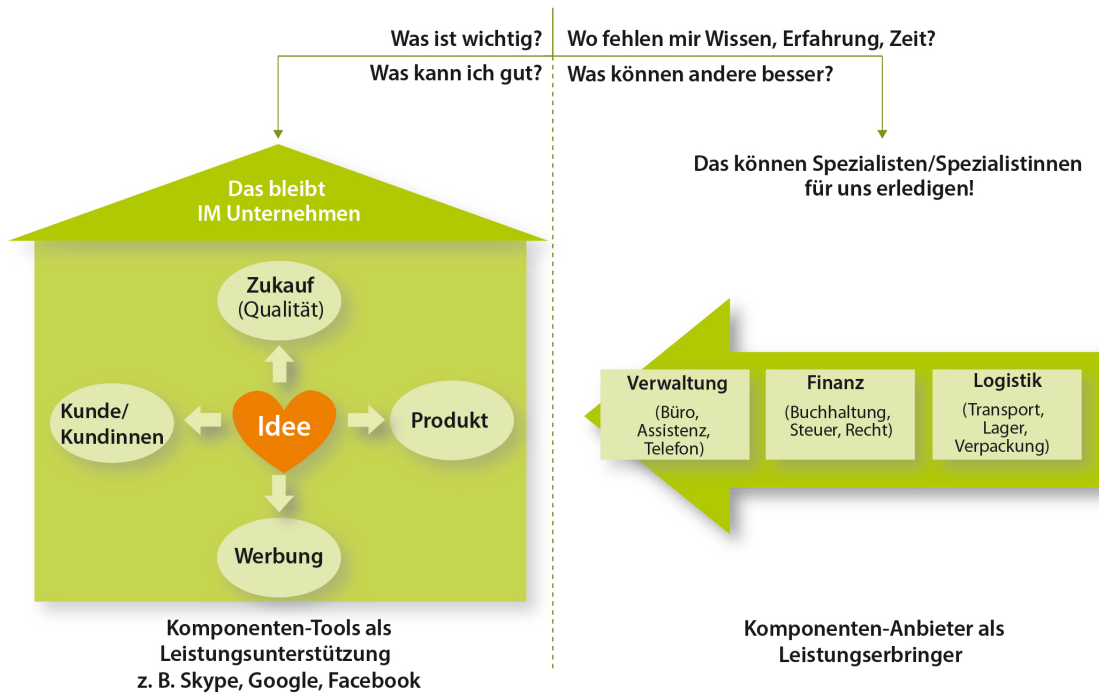 Was ist wichtig?
Was kann ich gut?
Wo fehlen mir Wissen, Erfahrung, Zeit?
Was können andere besser?
Das bleibt
IM Unternehmen
Zukauf
(Qualität)
Kunde/
Kundinnen
Idee
Produkt
Werbung
Komponenten-Tools als
Leistungsunterstützung
z. B. Skype, Google, Facebook
Das können Spezialisten/Spezialistinnen
für uns erledigen!
Verwaltung
(Büro,
Assistenz,
Telefon)
Finanz
(Buchhaltung,
Steuer, Recht)
Logistik
(Transport,
Lager,
Verpackung)
Komponenten-Anbieter als
Leistungserbringer